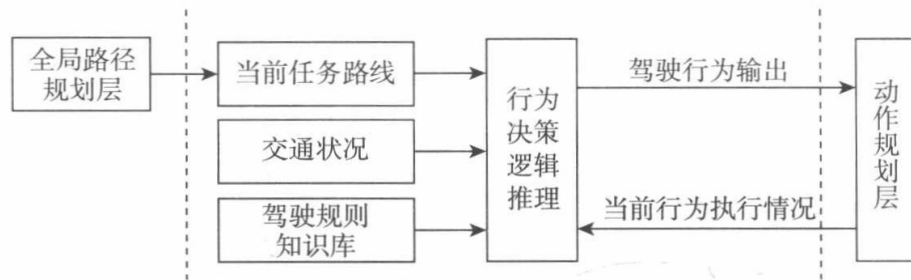 全局路径
规划层
当前任务路线
交通状况
驾驶规则
知识库
行为
决策
逻辑
推理
驾驶行为输出
当前行为执行情况
动作规划层